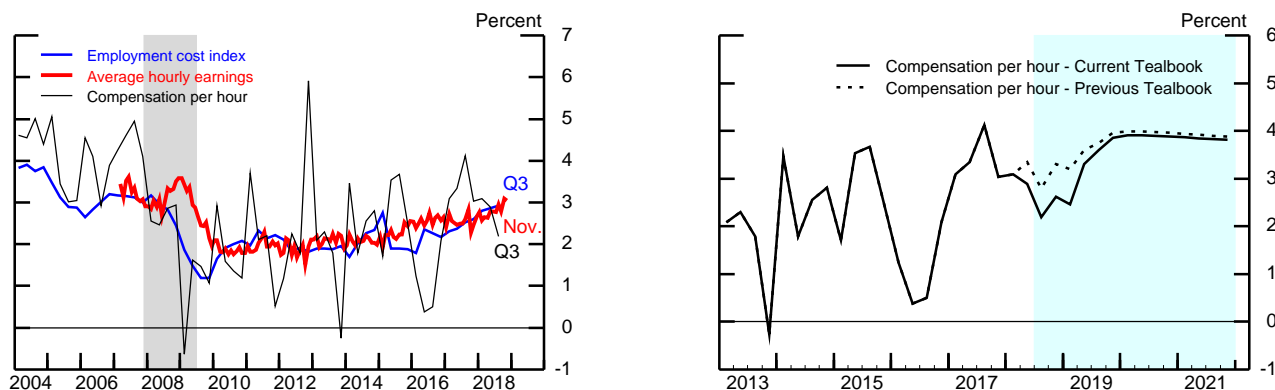 Percent
7
6
5
4
3
2
1
0
-1
Employment cost index
Average hourly earnings
Compensation per hour
Q3
Nov.
Q3
2004 2006 2008 2010 2012 2014 2016 2018
Percent
6
5
4
3
2
1
0
-1
Compensation per hour - Current Tealbook
Compensation per hour - Previous Tealbook
2013 2015 2017 2019 2021